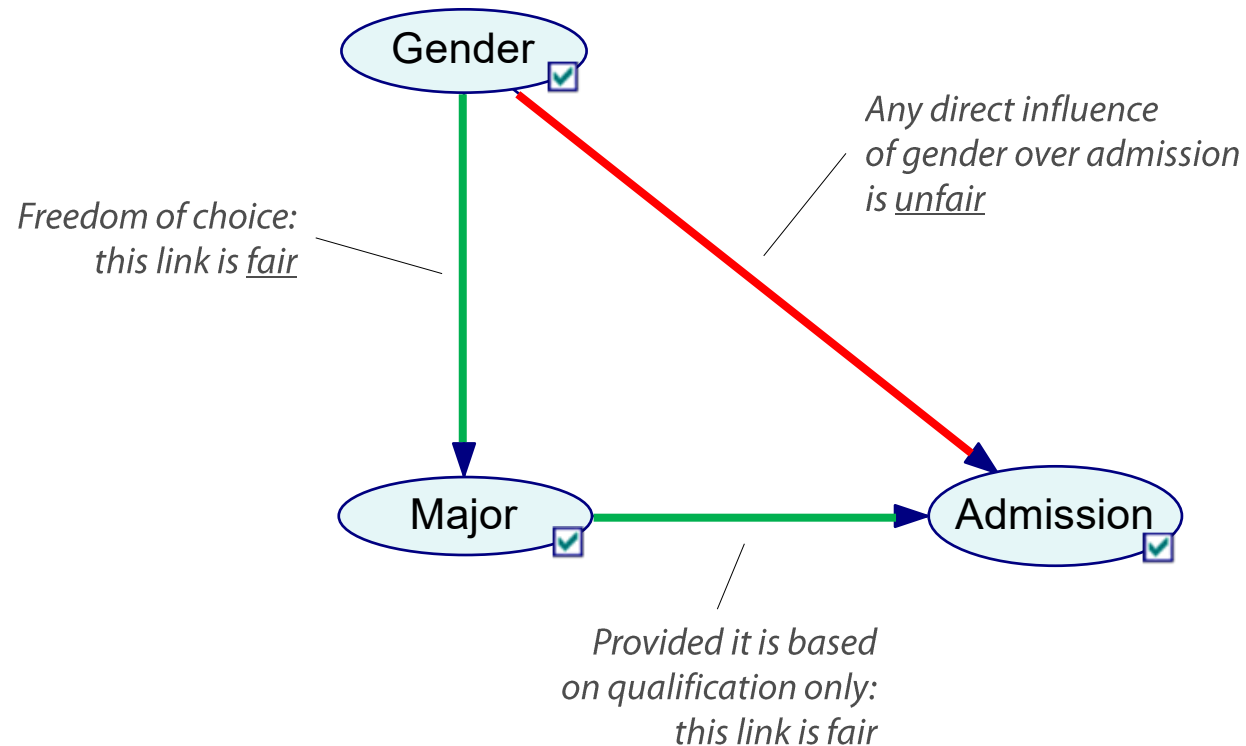 Gender
Any direct influence
of gender over admission
is unfair
Freedom of choice:
this link is fair
Major
Admission
Provided it is based
on qualification only:
this link is fair